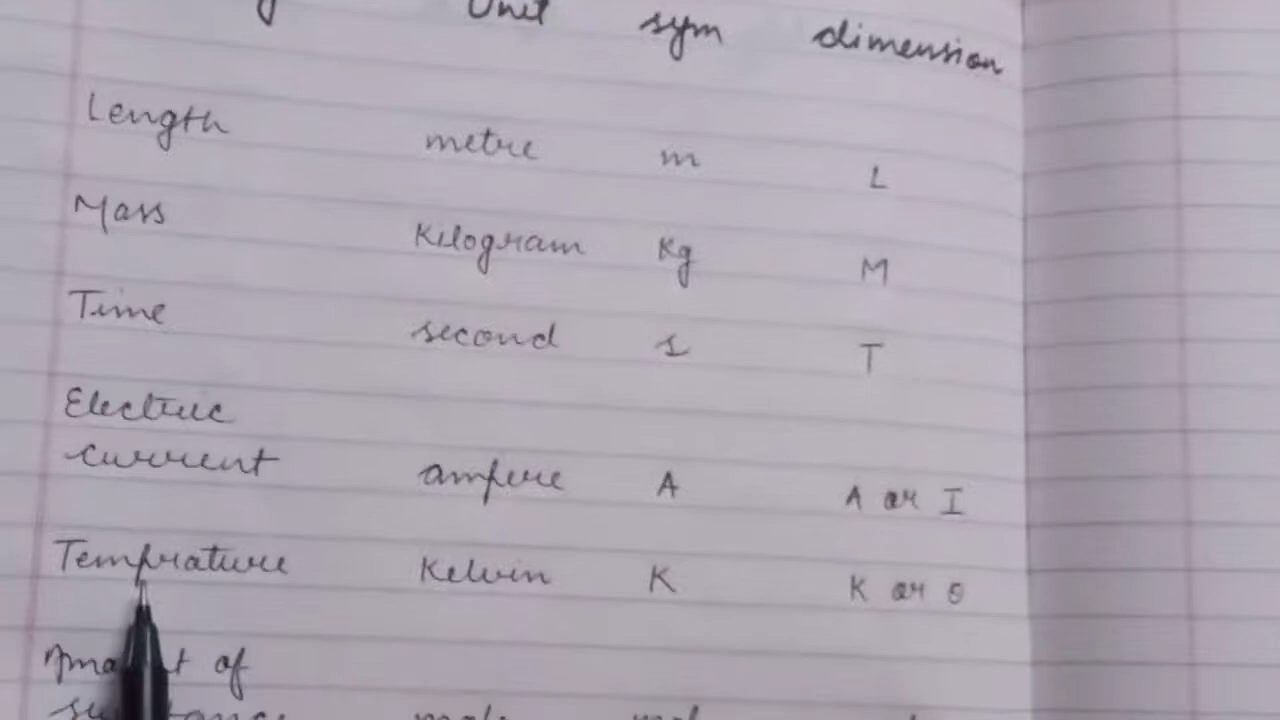 Unit sym dimension
Length metre m L
Mass Kilogram Kg M
Time second s T
Electric
current ampere A A or I
Temprature Kelvin K K or θ
of